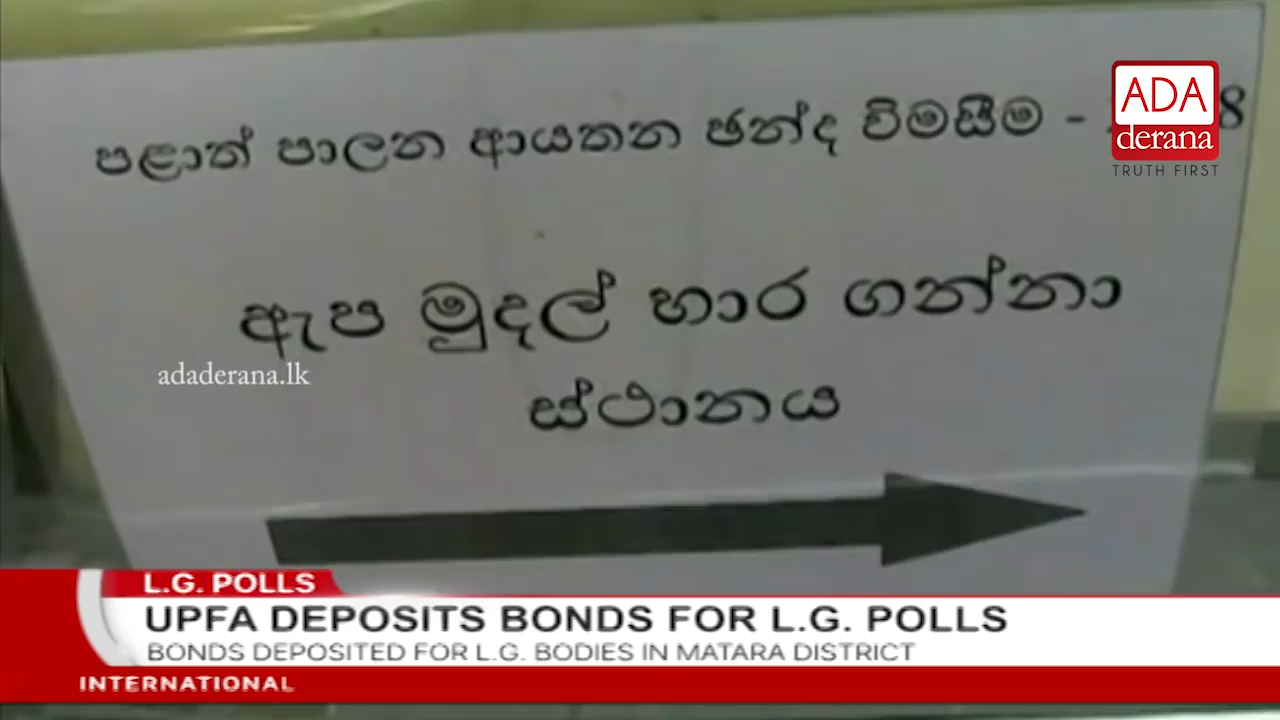 පළාත් පාලන ආයතන ඡන්ද විමසීම - 8
ADA
derana
TRUTH FIRST
ඇප මුදල් භාර ගන්නා
adaderana.lk
ස්ථානය
L.G. POLLS
UPFA DEPOSITS BONDS FOR L.G. POLLS
BONDS DEPOSITED FOR L.G. BODIES IN MATARA DISTRICT
INTERNATIONAL